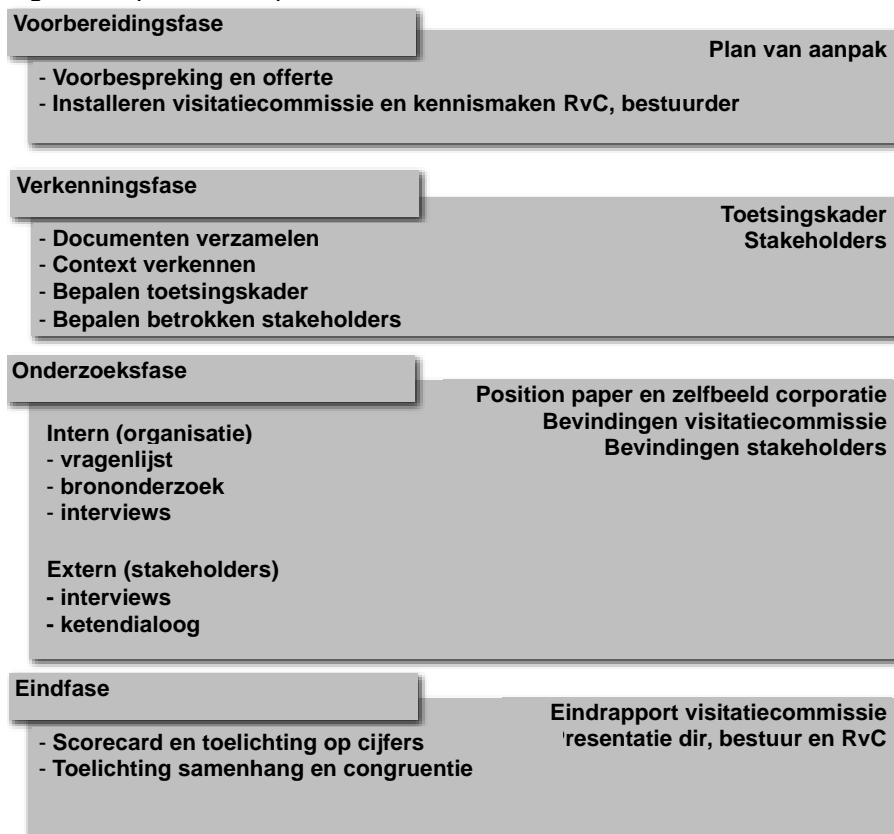 Voorbereidingsfase
Plan van aanpak
- Voorbespreking en offerte
- Installeren visitatiecommissie en kennismaken RvC, bestuurder
Verkenningsfase
Toetsingskader
Stakeholders
- Documenten verzamelen
- Context verkennen
- Bepalen toetsingskader
- Bepalen betrokken stakeholders
Onderzoeksfase
Position paper en zelfbeeld corporatie
Bevindingen visitatiecommissie
Bevindingen stakeholders
Intern (organisatie)
- vragenlijst
- brononderzoek
- interviews
Extern (stakeholders)
- interviews
- ketendialoog
Eindfase
Eindrapport visitatiecommissie
resentatie dir, bestuur en RvC
- Scorecard en toelichting op cijfers
- Toelichting samenhang en congruentie